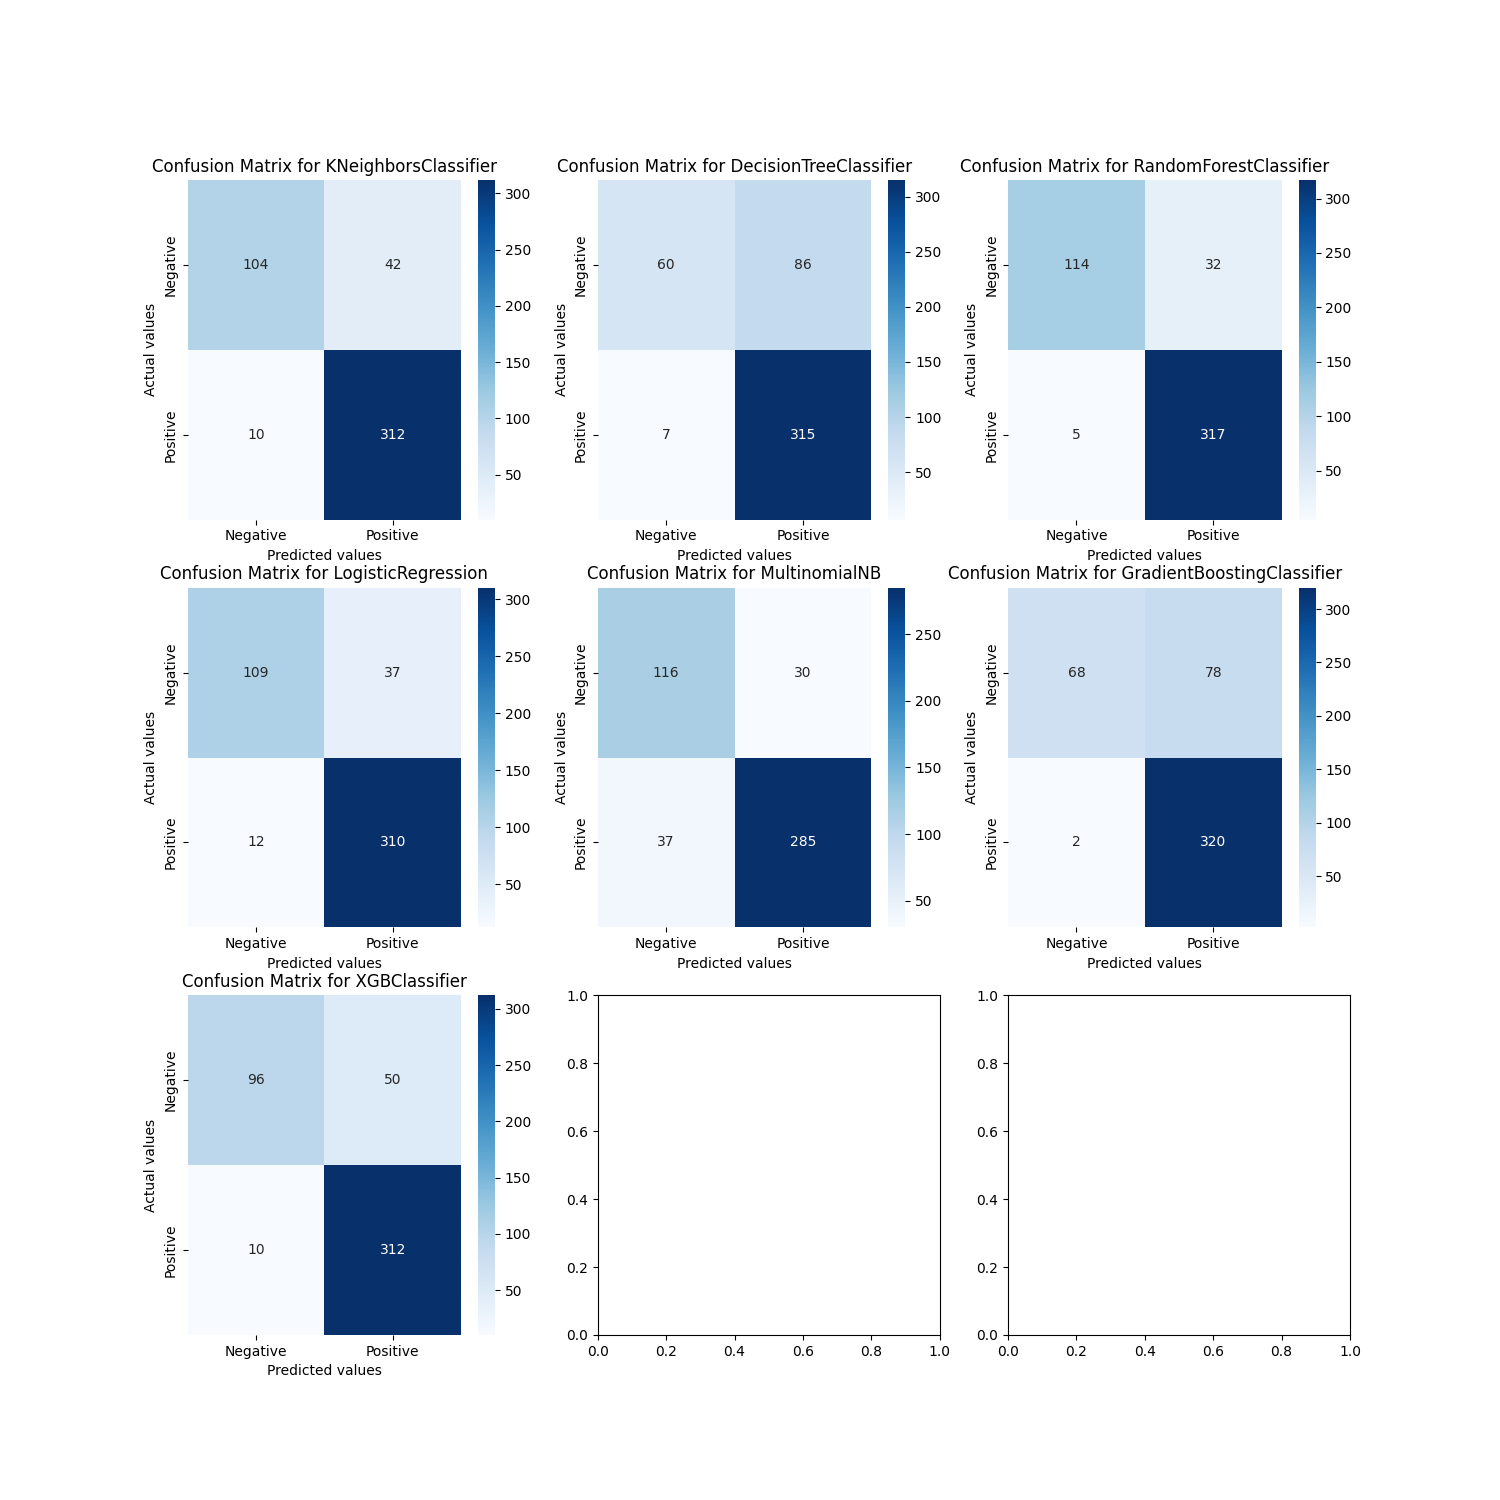 Confusion Matrix for KNeighborsClassifier
Actual values
Negative
Positive
104
42
10
312
Negative
Positive
Predicted values
300
250
200
150
100
50
Confusion Matrix for DecisionTreeClassifier
Actual values
Negative
Positive
60
86
7
315
Negative
Positive
Predicted values
300
250
200
150
100
50
Confusion Matrix for RandomForestClassifier
Actual values
Negative
Positive
114
32
5
317
Negative
Positive
Predicted values
300
250
200
150
100
50
Confusion Matrix for LogisticRegression
Actual values
Negative
Positive
109
37
12
310
Negative
Positive
Predicted values
300
250
200
150
100
50
Confusion Matrix for MultinomialNB
Actual values
Negative
Positive
116
30
37
285
Negative
Positive
Predicted values
250
200
150
100
50
Confusion Matrix for GradientBoostingClassifier
Actual values
Negative
Positive
68
78
2
320
Negative
Positive
Predicted values
300
250
200
150
100
50
Confusion Matrix for XGBClassifier
Actual values
Negative
Positive
96
50
10
312
Negative
Positive
Predicted values
300
250
200
150
100
50
1.0
0.8
0.6
0.4
0.2
0.0
0.0 0.2 0.4 0.6 0.8 1.0
1.0
0.8
0.6
0.4
0.2
0.0
0.0 0.2 0.4 0.6 0.8 1.0